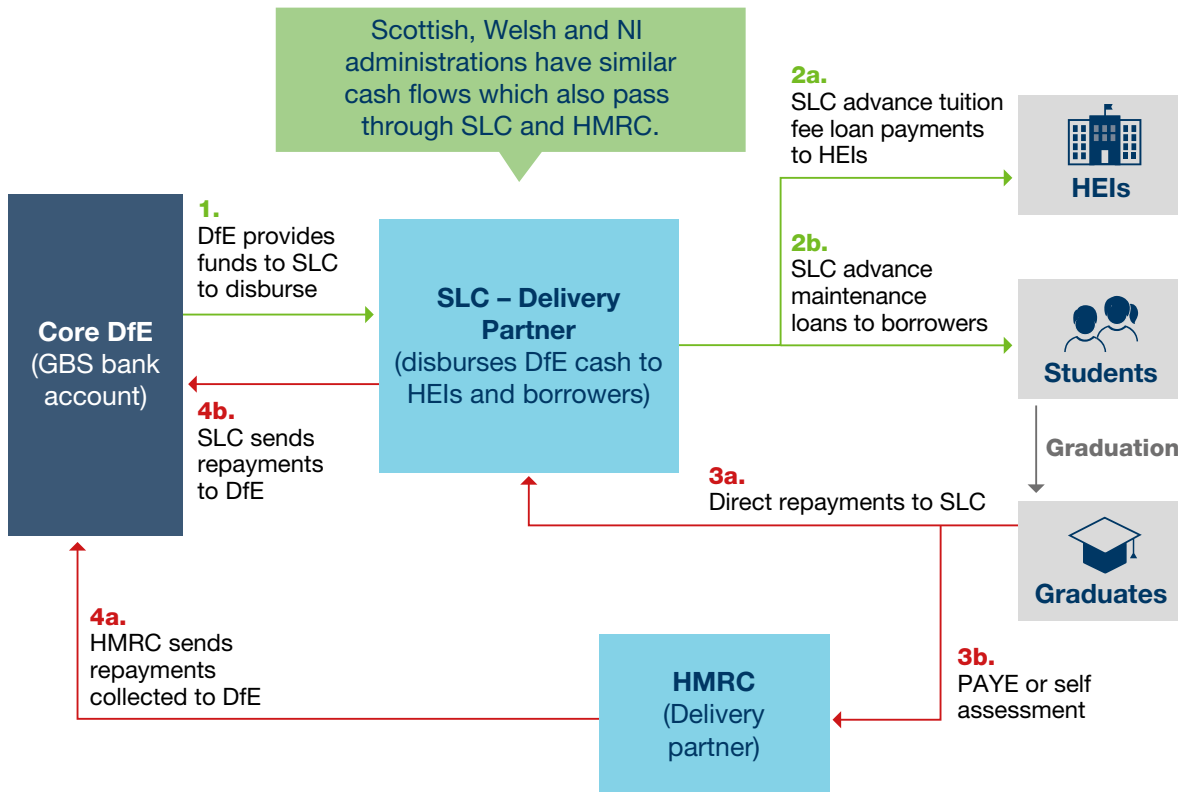 Scottish, Welsh and NI
administrations have similar
cash flows which also pass
through SLC and HMRC.
2a.
SLC advance tuition
fee loan payments
to HEIs
HEIs
1.
DfE provides
funds to SLC
to disburse
2b.
SLC advance
maintenance
loans to borrowers
SLC – Delivery
Partner
(disburses DfE cash to
HEIs and borrowers)
Core DfE
(GBS bank
account)
Students
4b.
SLC sends
repayments
to DfE
Graduation
3a.
Direct repayments to SLC
Graduates
4a.
HMRC sends
repayments
collected to DfE
HMRC
(Delivery
partner)
3b.
PAYE or self
assessment